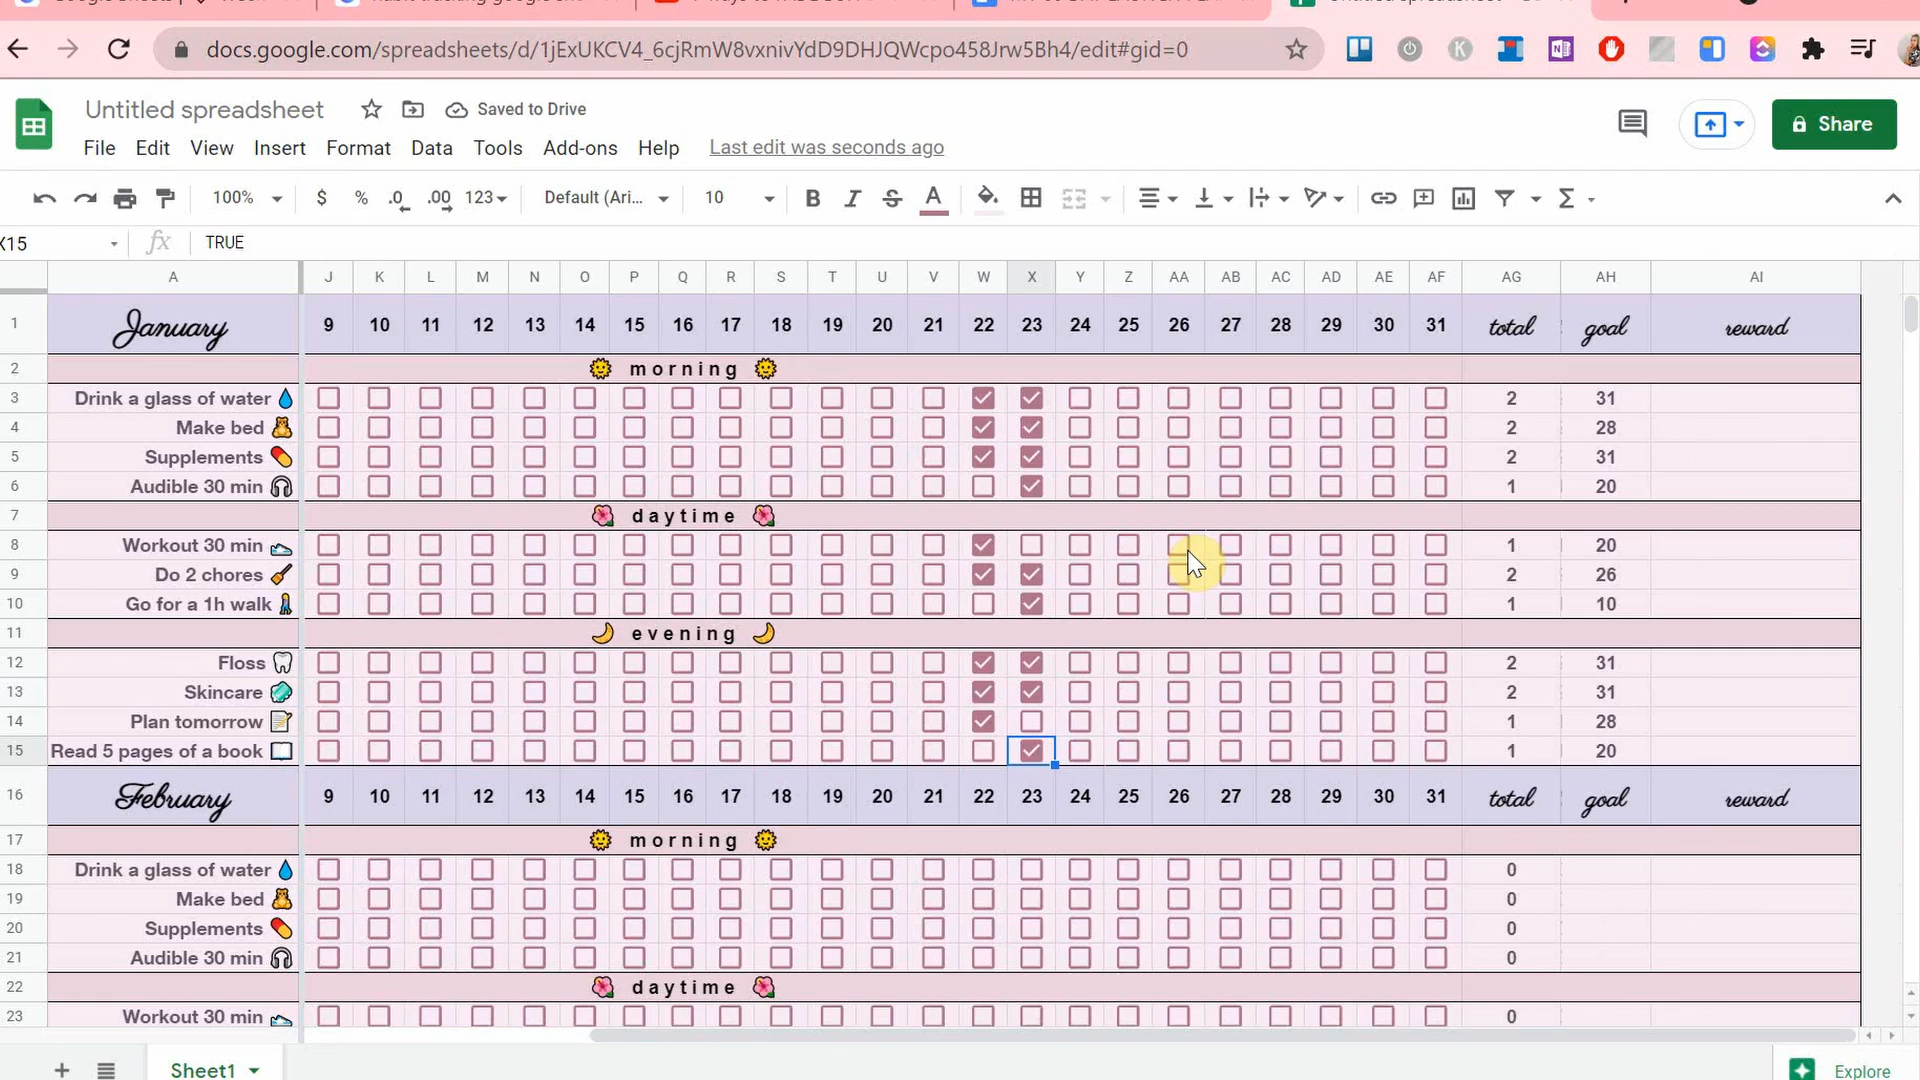 docs.google.com/spreadsheets/d/1jExUKCV4_6cjRmW8vxnivYdD9DHJQWcpo458Jrw5Bh4/edit#gid=0
Untitled spreadsheet Saved to Drive
Share
File Edit View Insert Format Data Tools Add-ons Help Last edit was seconds ago
100% $ % .0 .00 123 Default (Ari... 10 B I S A
X15 fx TRUE
A J K L M N O P Q R S T U V W X Y Z AA AB AC AD AE AF AG AH AI
1 January 9 10 11 12 13 14 15 16 17 18 19 20 21 22 23 24 25 26 27 28 29 30 31 total goal reward
2 morning
3 Drink a glass of water 2 31
4 Make bed 2 28
5 Supplements 2 31
6 Audible 30 min 1 20
7 daytime
8 Workout 30 min 1 20
9 Do 2 chores 2 26
10 Go for a 1h walk 1 10
11 evening
12 Floss 2 31
13 Skincare 2 31
14 Plan tomorrow 1 28
15 Read 5 pages of a book 1 20
16 February 9 10 11 12 13 14 15 16 17 18 19 20 21 22 23 24 25 26 27 28 29 30 31 total goal reward
17 morning
18 Drink a glass of water 0
19 Make bed 0
20 Supplements 0
21 Audible 30 min 0
22 daytime
23 Workout 30 min 0
Sheet1
Explore